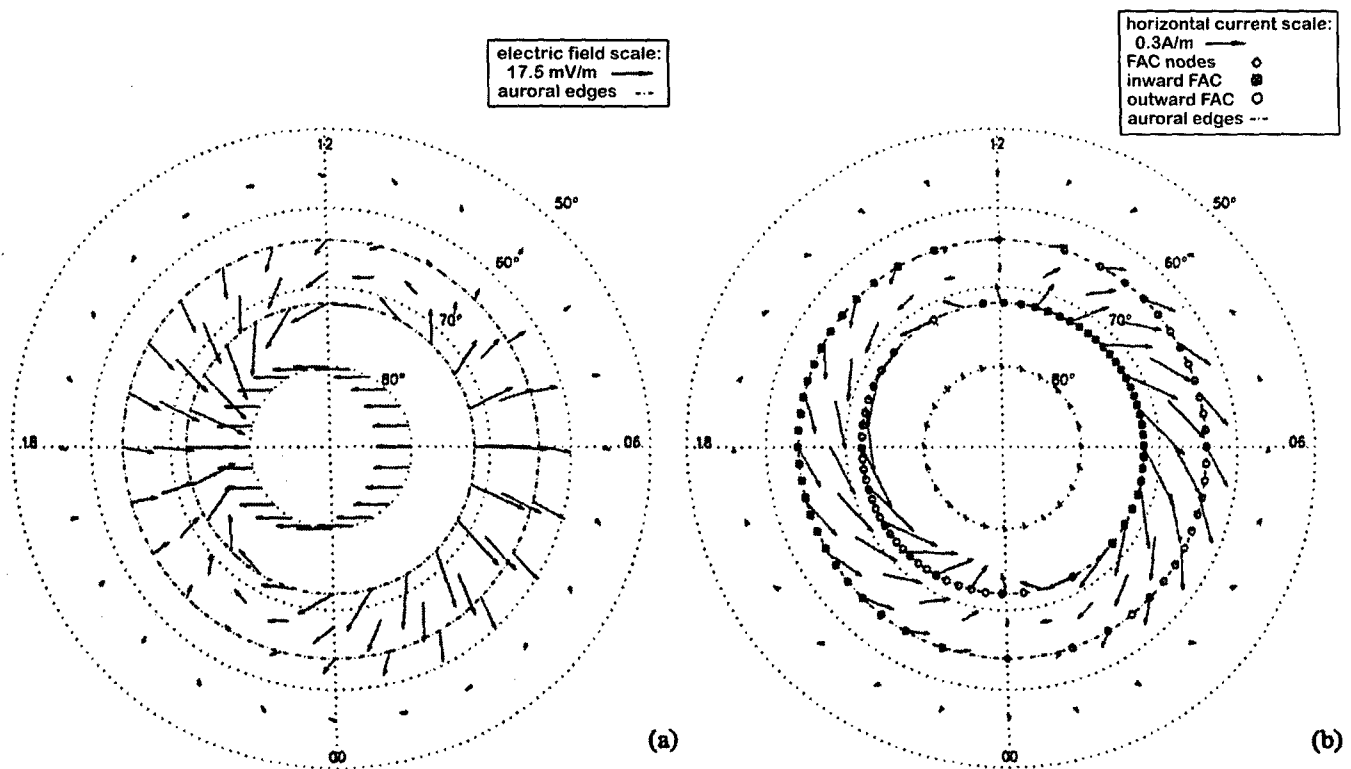 electric field scale:
17.5 mV/m
auroral edges
horizontal current scale:
0.3A/m
FAC nodes
inward FAC
outward FAC
auroral edges
12
50°
60°
70°
80°
18
06
00
(a)
12
50°
60°
70°
80°
18
06
00
(b)